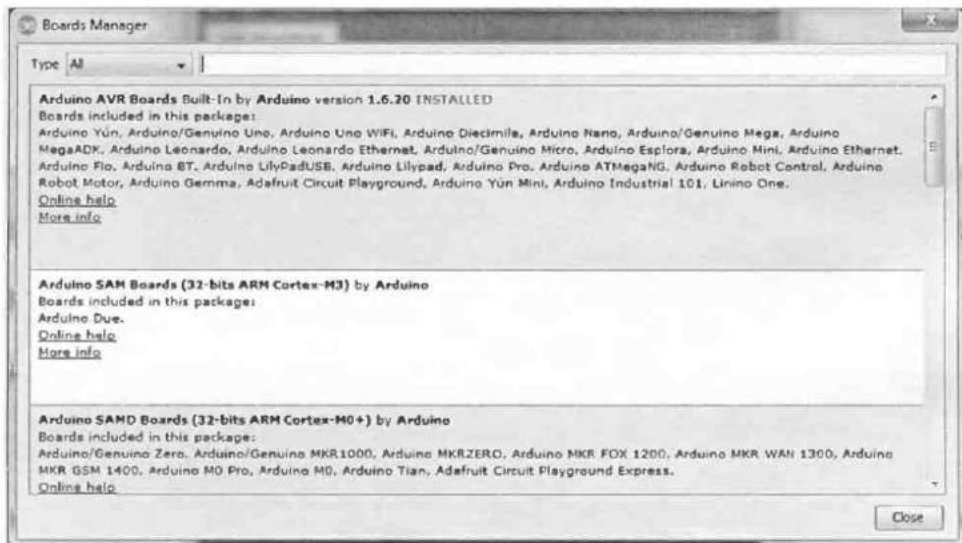 Boards Manager
Type All
Arduino AVR Boards Built-In by Arduino version 1.6.20 INSTALLED
Boards included in this package:
Arduino Yún, Arduino/Genuino Uno, Arduino Uno WiFi, Arduino Diecimila, Arduino Nano, Arduino/Genuino Mega, Arduino
MegaADK, Arduino Leonardo, Arduino Leonardo Ethernet, Arduino/Genuino Micro, Arduino Esplora, Arduino Mini, Arduino Ethernet,
Arduino Fio, Arduino BT, Arduino LilyPadUSB, Arduino Lilypad, Arduino Pro, Arduino ATMegaNG, Arduino Robot Control, Arduino
Robot Motor, Arduino Gemma, Adafruit Circuit Playground, Arduino Yún Mini, Arduino Industrial 101, Linino One.
Online help
More info
Arduino SAM Boards (32-bits ARM Cortex-M3) by Arduino
Boards included in this package:
Arduino Due.
Online help
More info
Arduino SAMD Boards (32-bits ARM Cortex-M0+) by Arduino
Boards included in this package:
Arduino/Genuino Zero, Arduino/Genuino MKR1000, Arduino MKRZERO, Arduino MKR FOX 1200, Arduino MKR WAN 1300, Arduino
MKR GSM 1400, Arduino M0 Pro, Arduino M0, Arduino Tian, Adafruit Circuit Playground Express.
Online help
Close